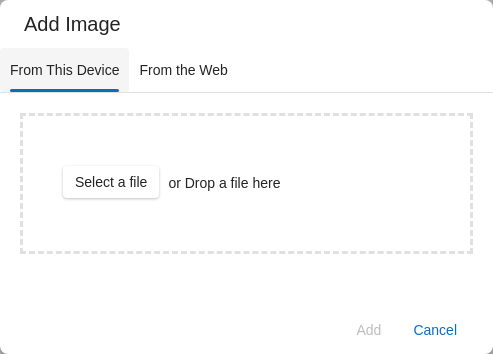 Add Image
From This Device From the Web
Select a file or Drop a file here
Add Cancel